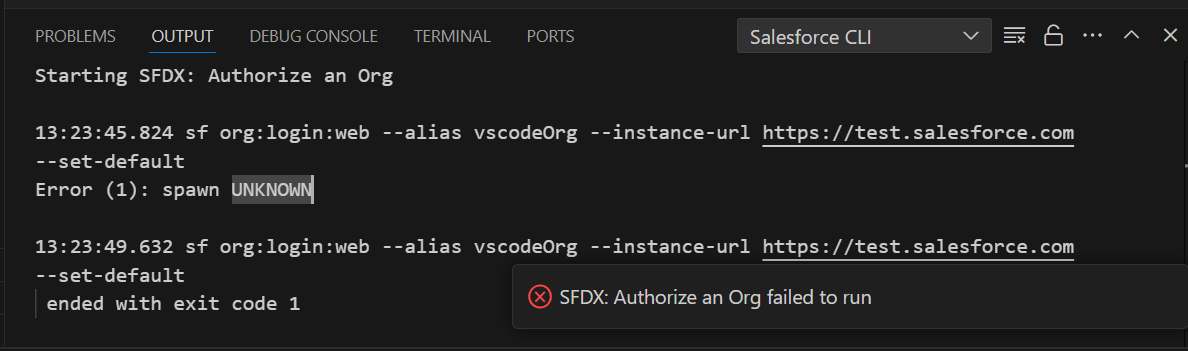 PROBLEMS OUTPUT DEBUG CONSOLE TERMINAL PORTS Salesforce CLI
Starting SFDX: Authorize an Org
13:23:45.824 sf org:login:web --alias vscodeOrg --instance-url https://test.salesforce.com
--set-default
Error (1): spawn UNKNOWN
13:23:49.632 sf org:login:web --alias vscodeOrg --instance-url https://test.salesforce.com
--set-default
ended with exit code 1
SFDX: Authorize an Org failed to run